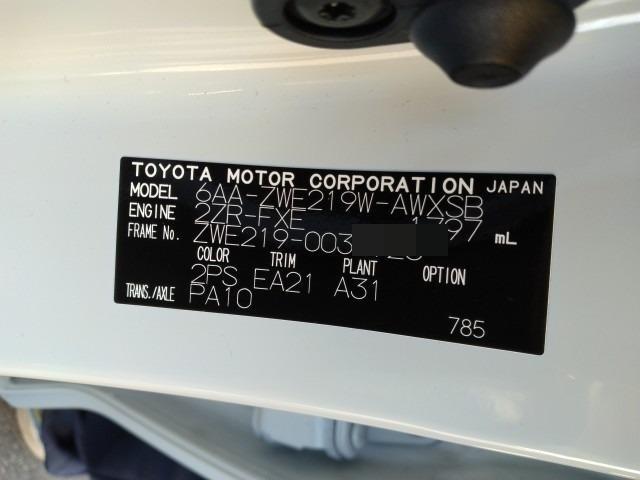 TOYOTA MOTOR CORPORATION JAPAN
MODEL 6AA-ZWE219W-AWXSB
ENGINE 2ZR-FXE 1797 mL
FRAME No. ZWE219-003
COLOR TRIM PLANT OPTION
2PS EA21 A31
TRANS./AXLE PA10
785